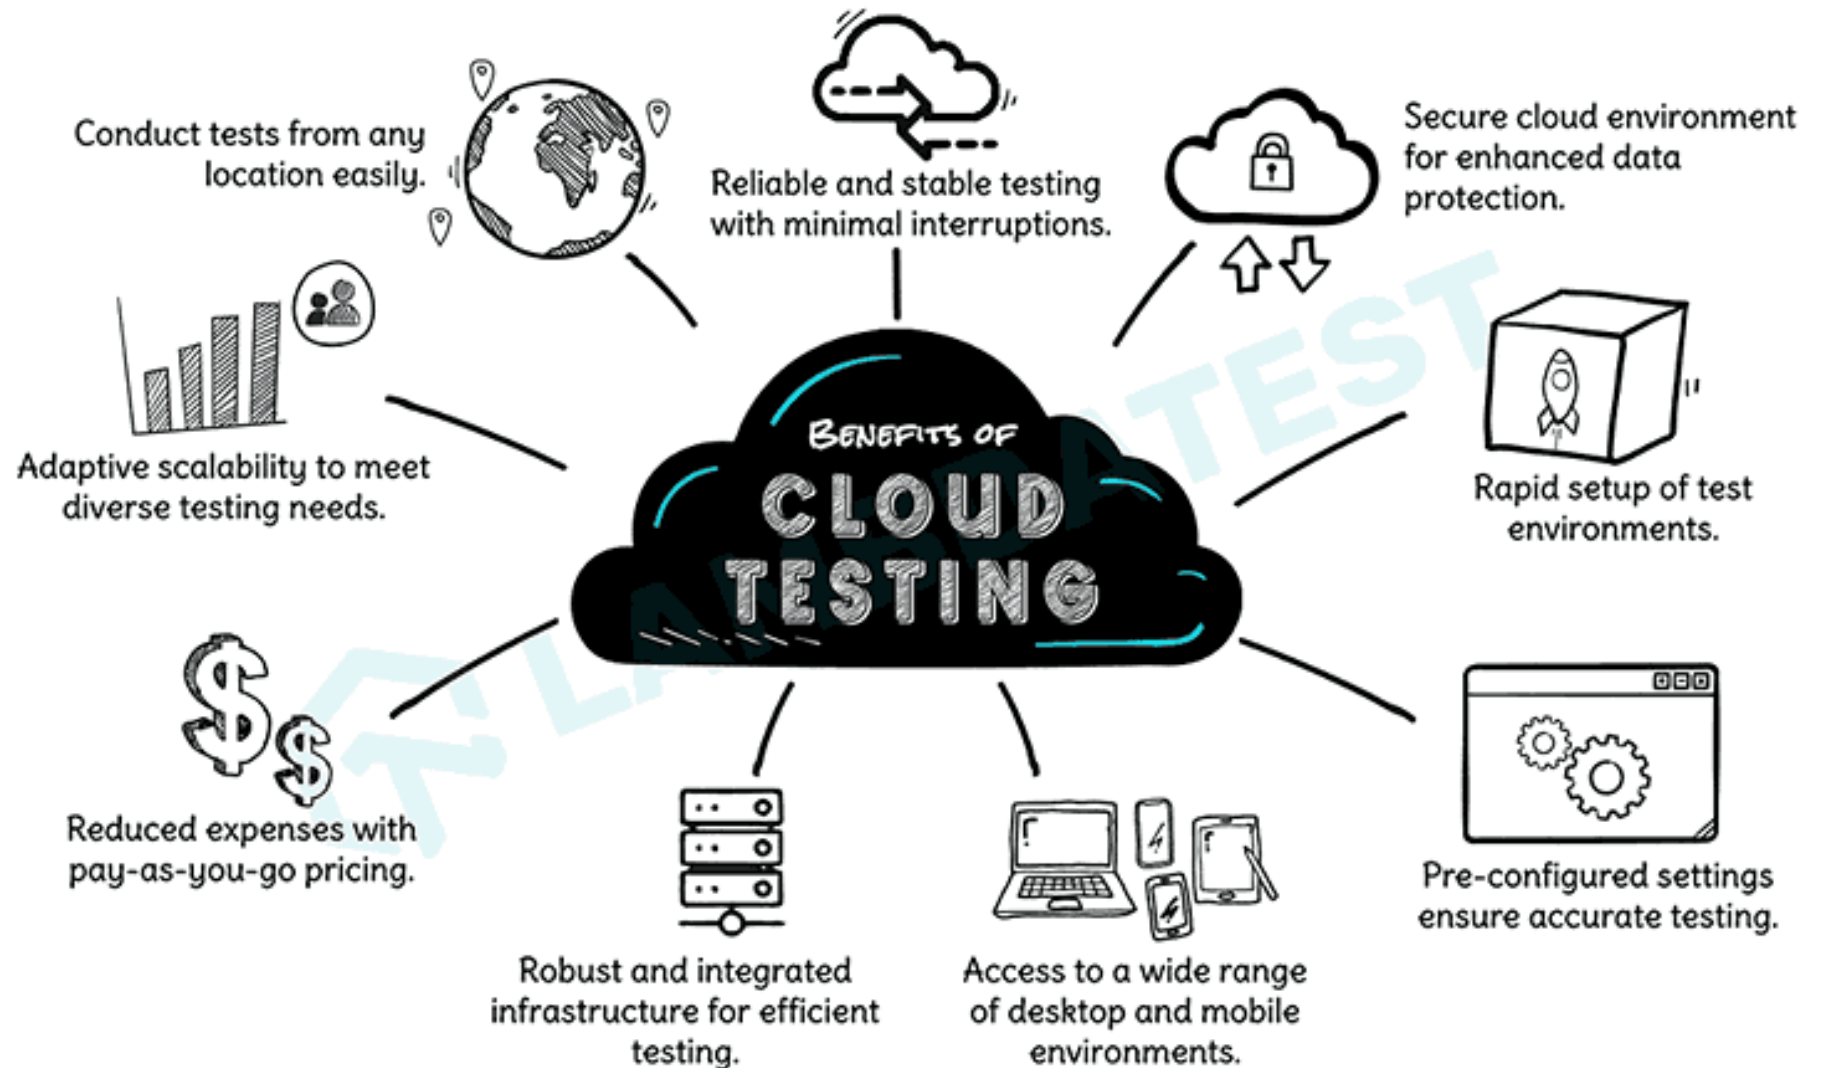 Conduct tests from any
location easily.
Reliable and stable testing
with minimal interruptions.
Secure cloud environment
for enhanced data
protection.
Adaptive scalability to meet
diverse testing needs.
BENEFITS OF
CLOUD
TESTING
Rapid setup of test
environments.
Reduced expenses with
pay-as-you-go pricing.
Robust and integrated
infrastructure for efficient
testing.
Access to a wide range
of desktop and mobile
environments.
Pre-configured settings
ensure accurate testing.
LAMBDATEST